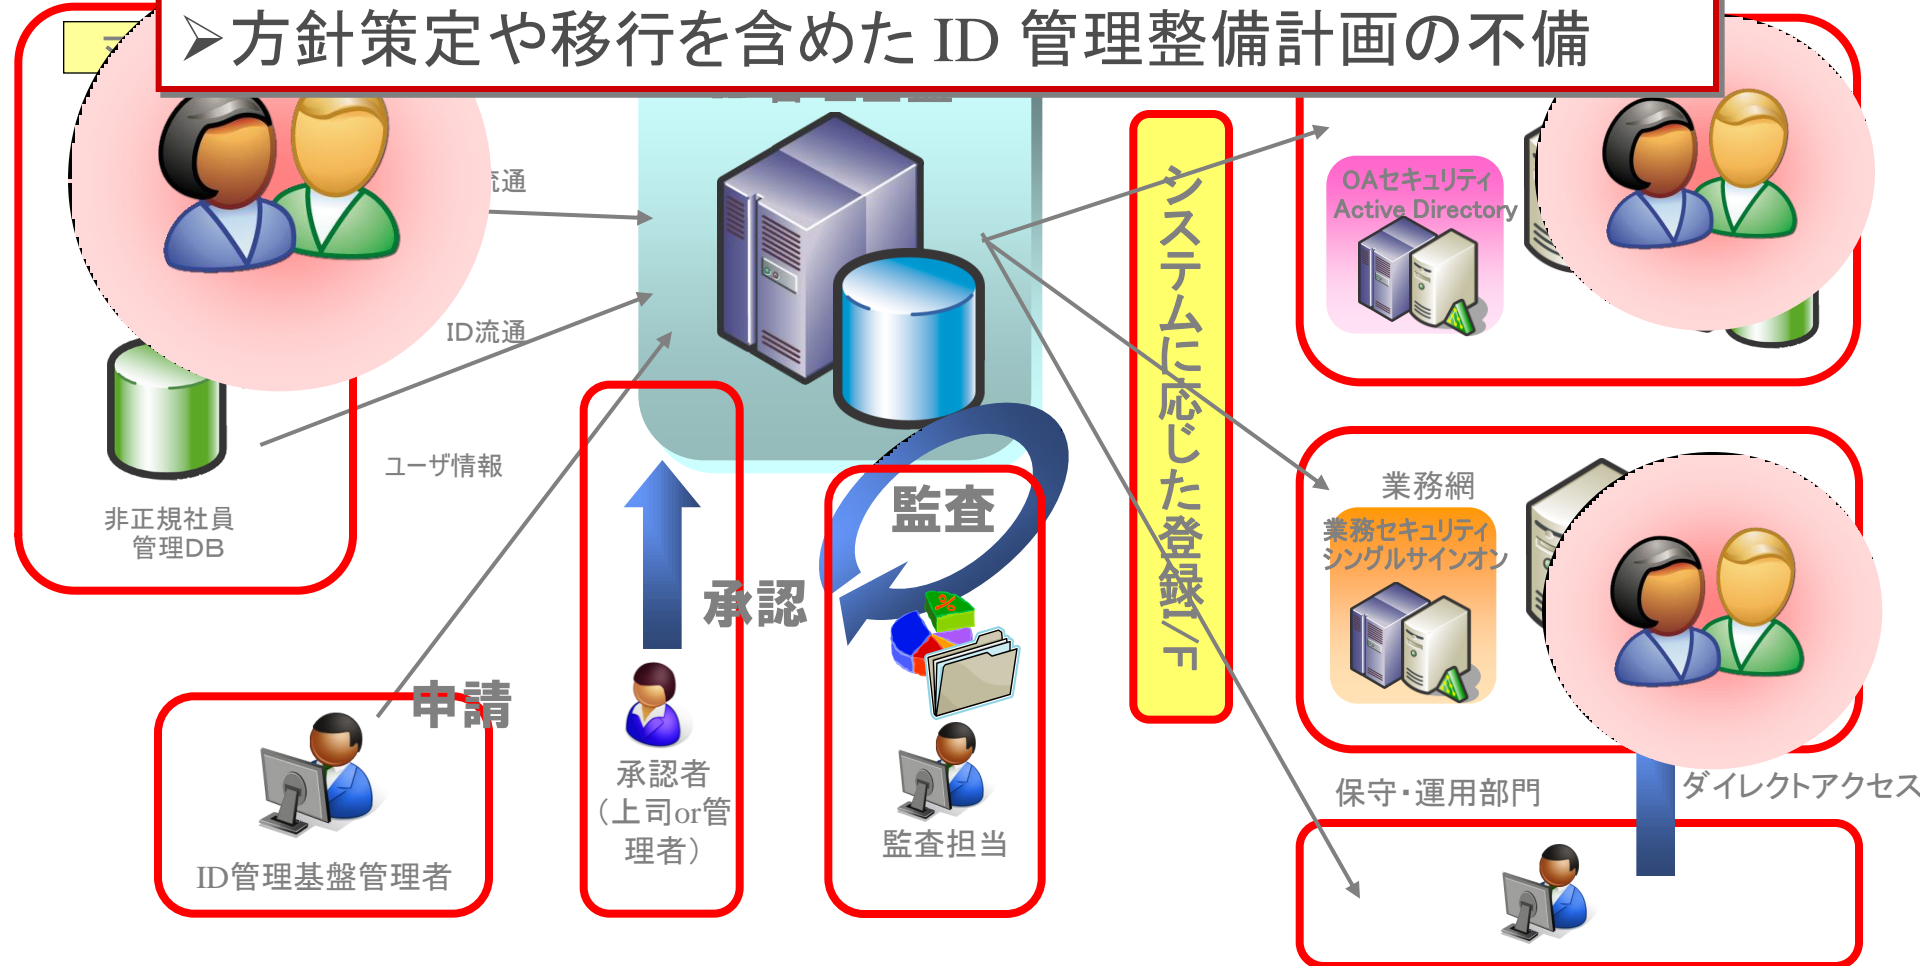 ➢方針策定や移行を含めた ID 管理整備計画の不備
流通
ID流通
ユーザ情報
非正規社員
管理DB
申請
ID管理基盤管理者
承認
承認者
（上司or管
理者）
監査
監査担当
システムに応じた登録I/F
OAセキュリティ
Active Directory
業務網
業務セキュリティ
シングルサインオン
保守・運用部門
ダイレクトアクセス